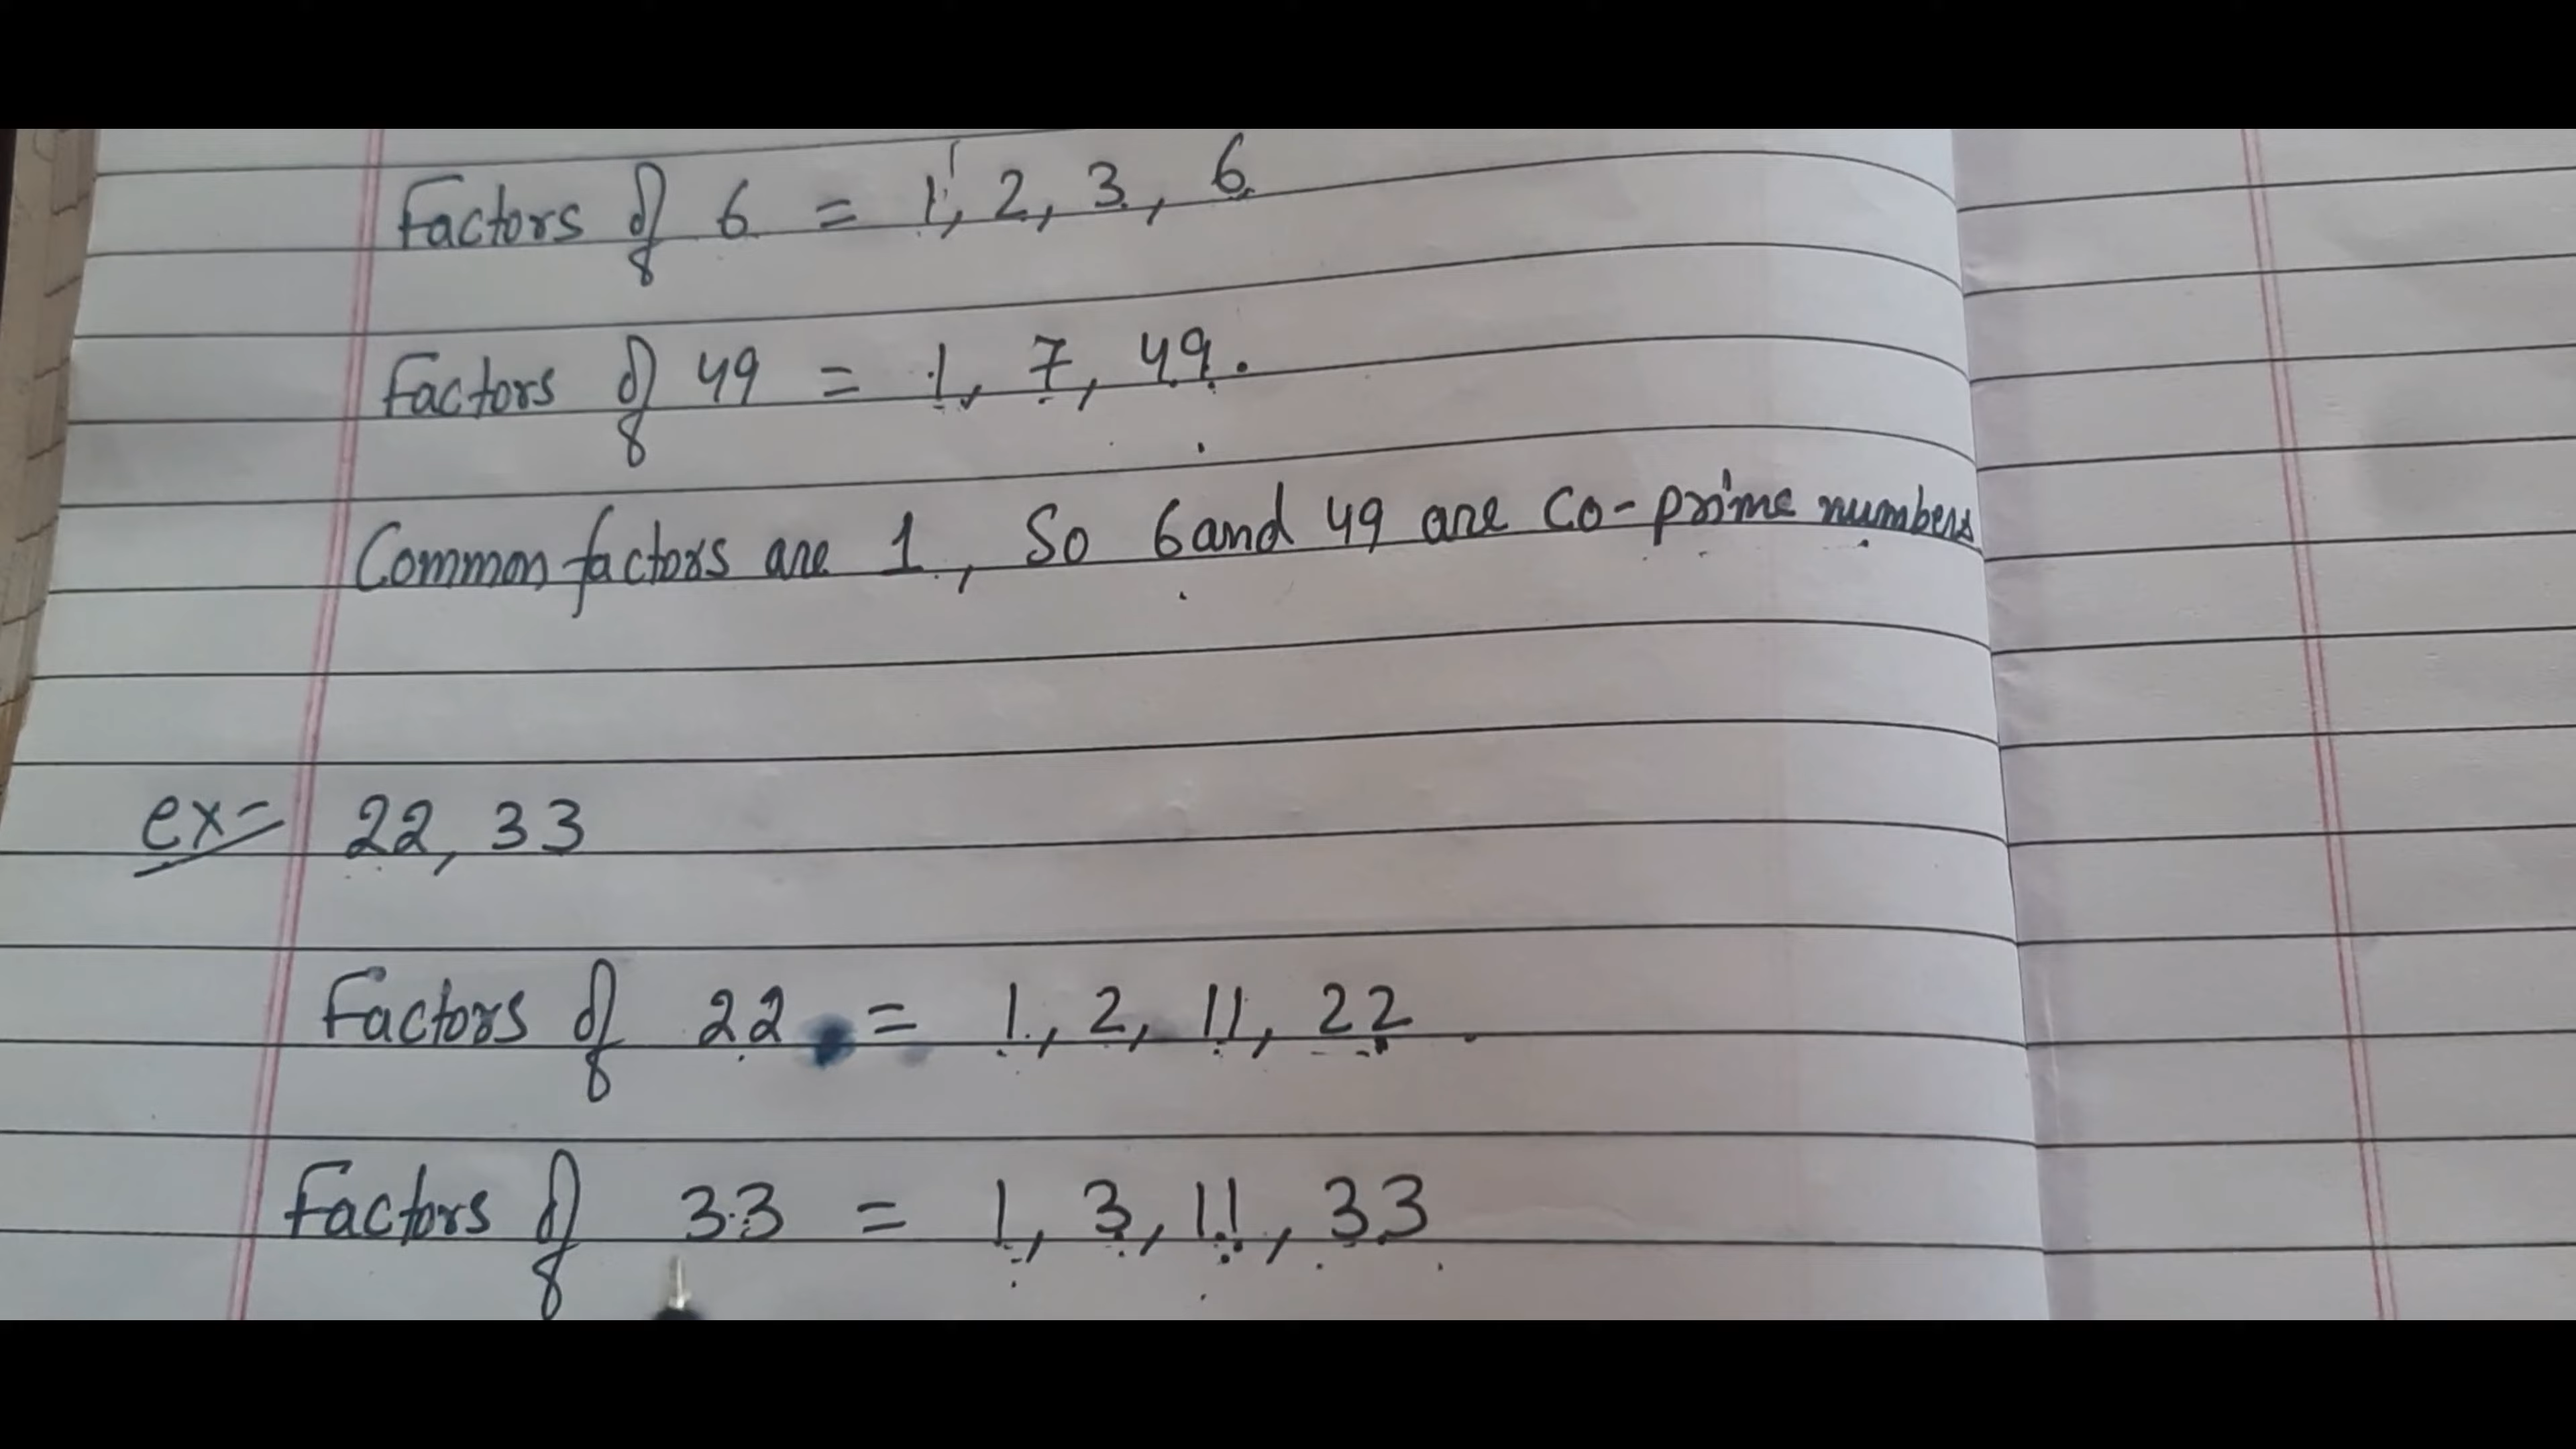 Factors of 6 = 1, 2, 3, 6
Factors of 49 = 1, 7, 49.
Common factors are 1, So 6 and 49 are Co-prime numbers
ex= 22, 33
Factors of 22 = 1, 2, 11, 22
Factors of 33 = 1, 3, 11, 33